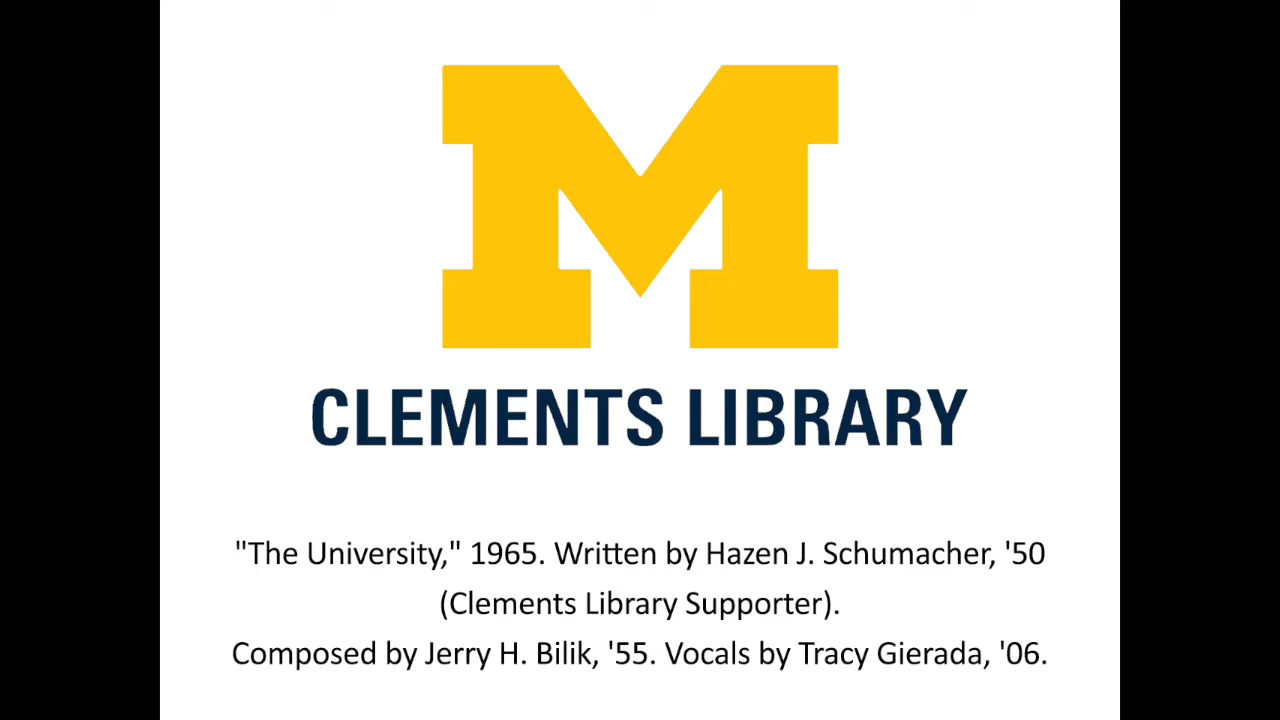 M
CLEMENTS LIBRARY
"The University," 1965. Written by Hazen J. Schumacher, '50
(Clements Library Supporter).
Composed by Jerry H. Bilik, '55. Vocals by Tracy Gierada, '06.